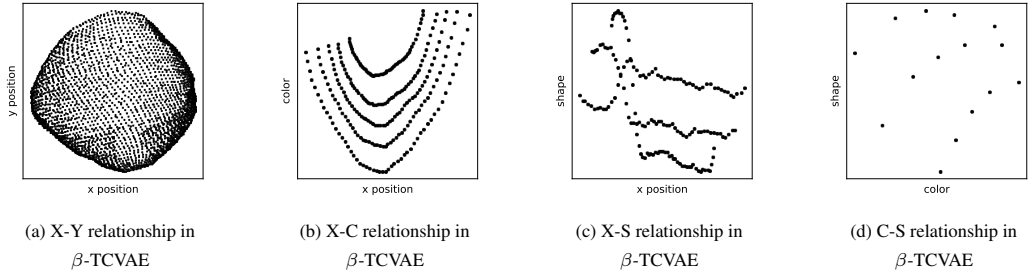 y position
x position
color
x position
shape
x position
shape
color
(a) X-Y relationship in
β-TCVAE
(b) X-C relationship in
β-TCVAE
(c) X-S relationship in
β-TCVAE
(d) C-S relationship in
β-TCVAE